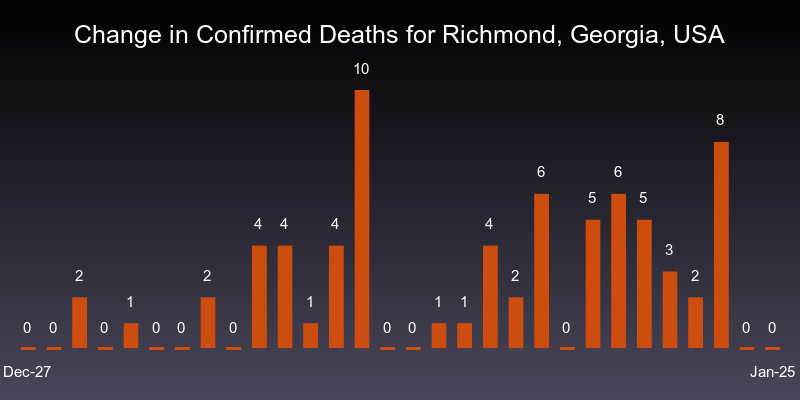 Change in Confirmed Deaths for Richmond, Georgia, USA
0 0 2 0 1 0 0 2 0 4 4 1 4 10 0 0 1 1 4 2 6 0 5 6 5 3 2 8 0 0
Dec-27 Jan-25